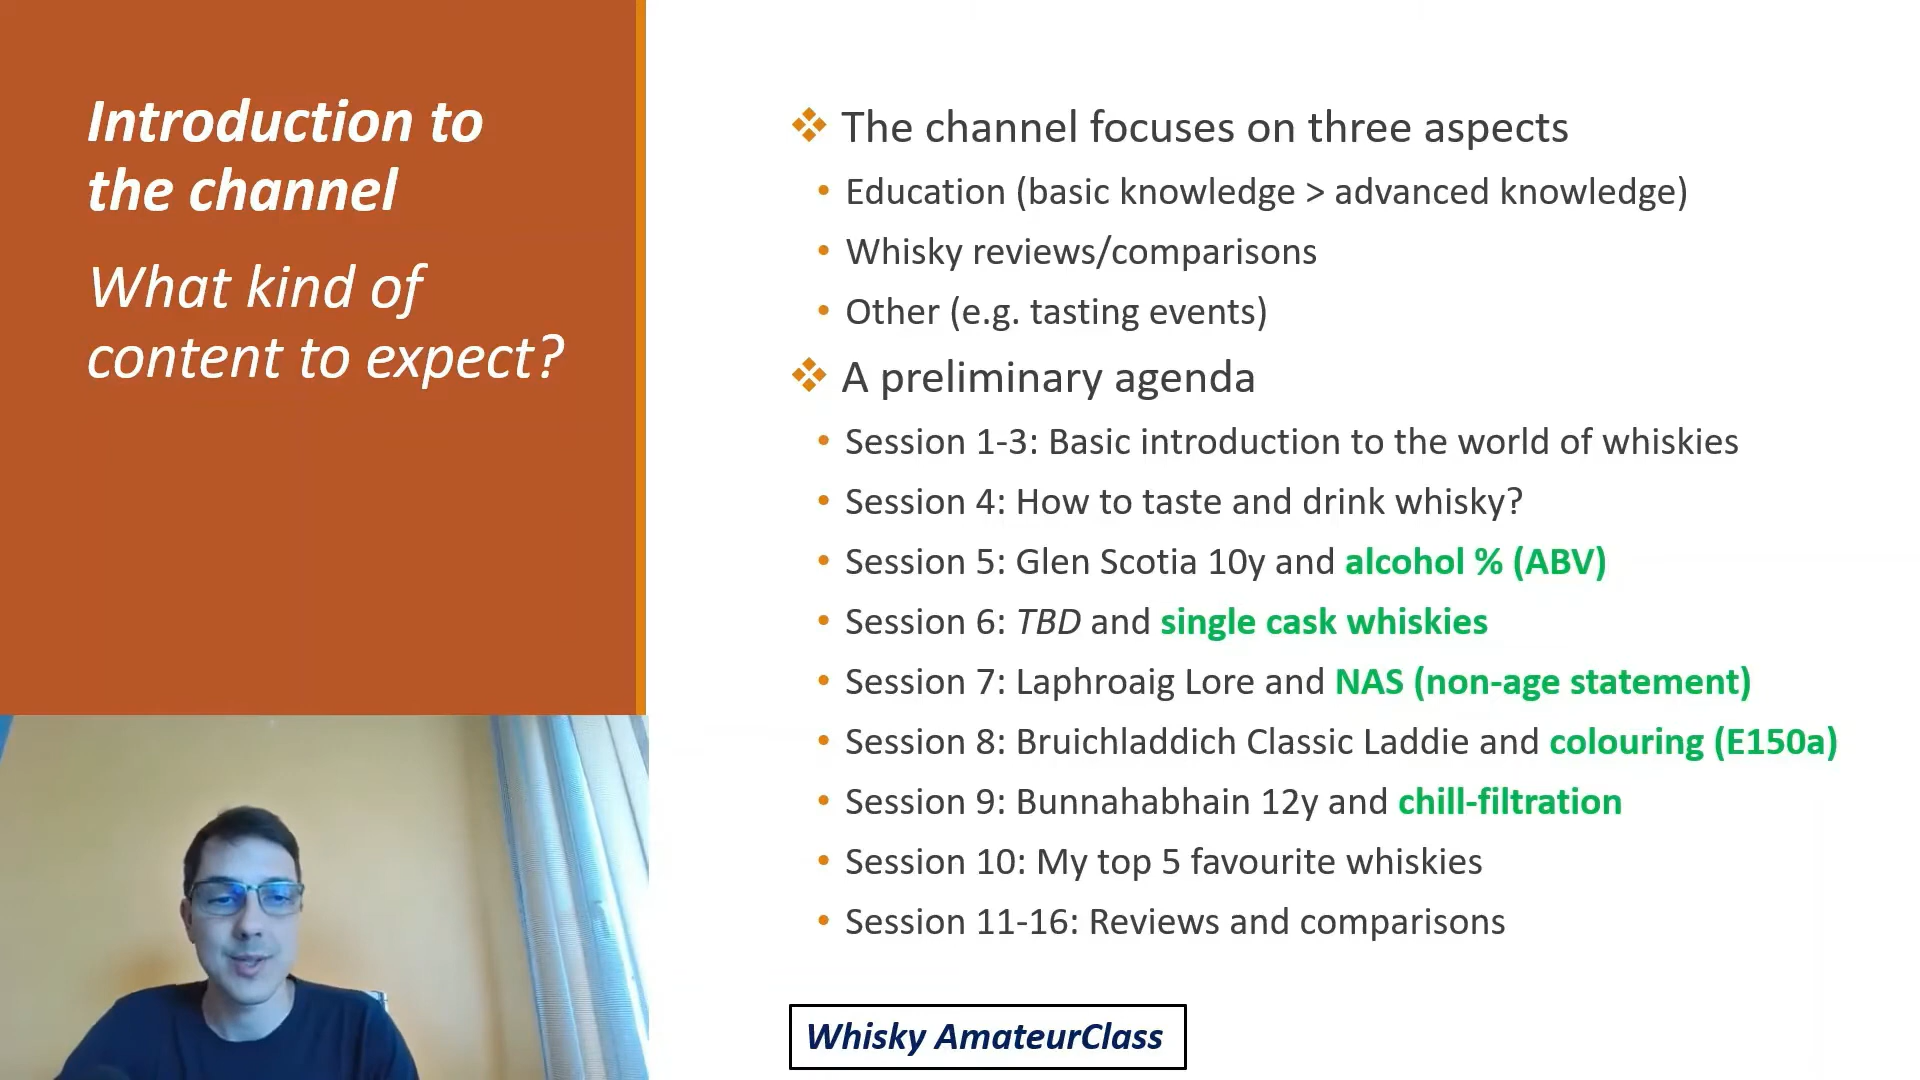 Introduction to
the channel
What kind of
content to expect?
The channel focuses on three aspects
Education (basic knowledge > advanced knowledge)
Whisky reviews/comparisons
Other (e.g. tasting events)
A preliminary agenda
Session 1-3: Basic introduction to the world of whiskies
Session 4: How to taste and drink whisky?
Session 5: Glen Scotia 10y and alcohol % (ABV)
Session 6: TBD and single cask whiskies
Session 7: Laphroaig Lore and NAS (non-age statement)
Session 8: Bruichladdich Classic Laddie and colouring (E150a)
Session 9: Bunnahabhain 12y and chill-filtration
Session 10: My top 5 favourite whiskies
Session 11-16: Reviews and comparisons
Whisky AmateurClass